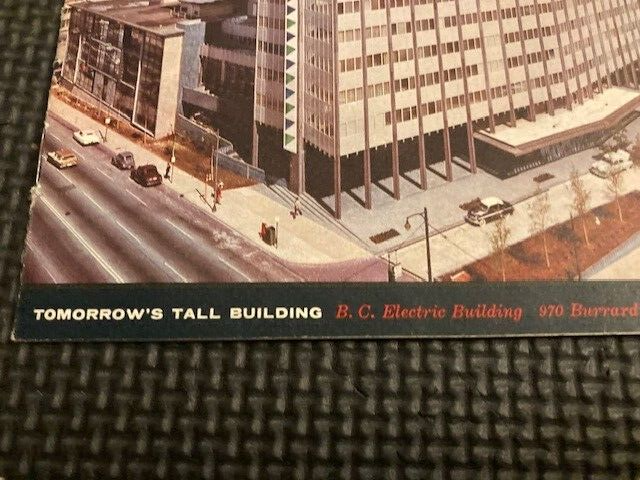 TOMORROW'S TALL BUILDING B. C. Electric Building 970 Burrard